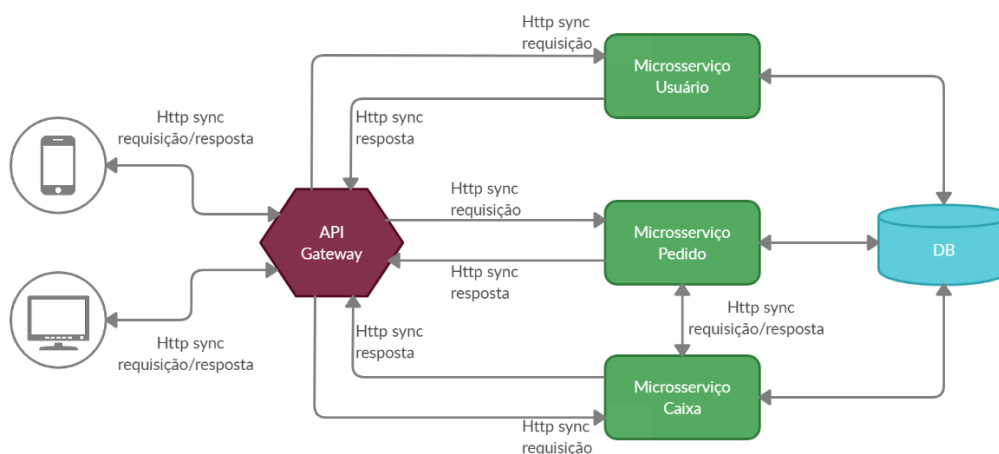 Http sync
requisição
Microsserviço
Usuário
Http sync
requisição/resposta
Http sync
resposta
Http sync
requisição
API
Gateway
Microsserviço
Pedido
DB
Http sync
resposta
Http sync
requisição/resposta
Http sync
resposta
Http sync
requisição/resposta
Microsserviço
Caixa
Http sync
requisição